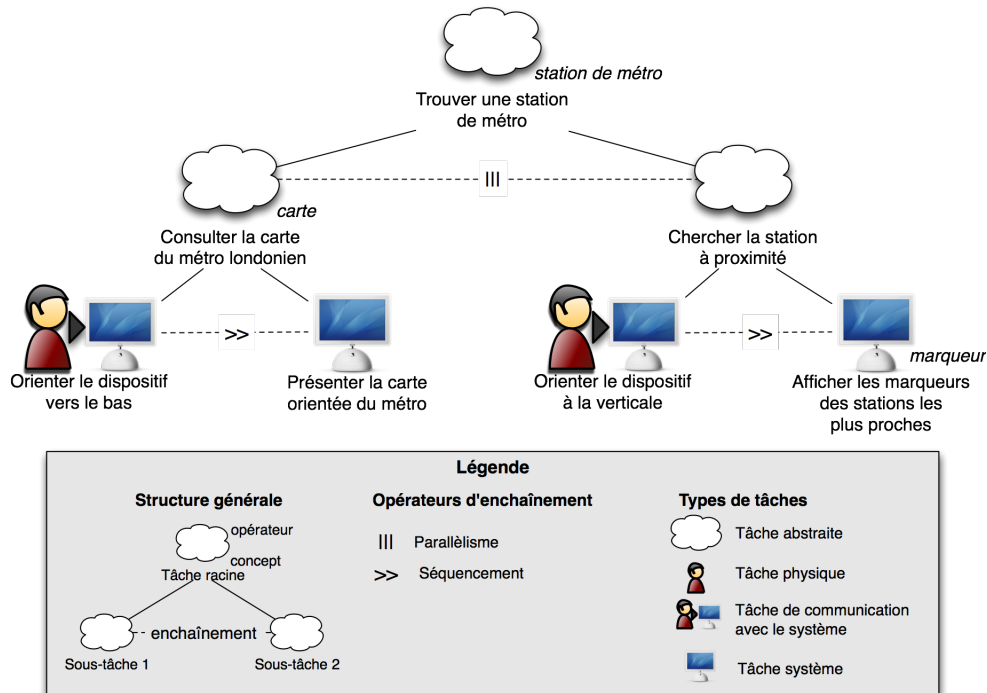 station de métro
Trouver une station
de métro
III
carte
Consulter la carte
du métro londonien
Chercher la station
à proximité
>>
>>
marqueur
Orienter le dispositif
vers le bas
Présenter la carte
orientée du métro
Orienter le dispositif
à la verticale
Afficher les marqueurs
des stations les
plus proches
Légende
Structure générale
opérateur
concept
Tâche racine
enchaînement
Sous-tâche 1
Sous-tâche 2
Opérateurs d'enchaînement
III Parallèlisme
>> Séquencement
Types de tâches
Tâche abstraite
Tâche physique
Tâche de communication
avec le système
Tâche système